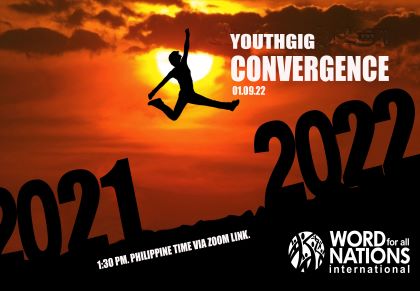 YOUTHGIG
CONVERGENCE
01.09.22
2021
2022
1:30 PM. PHILIPPINE TIME VIA ZOOM LINK.
WORD for all
NATIONS
international